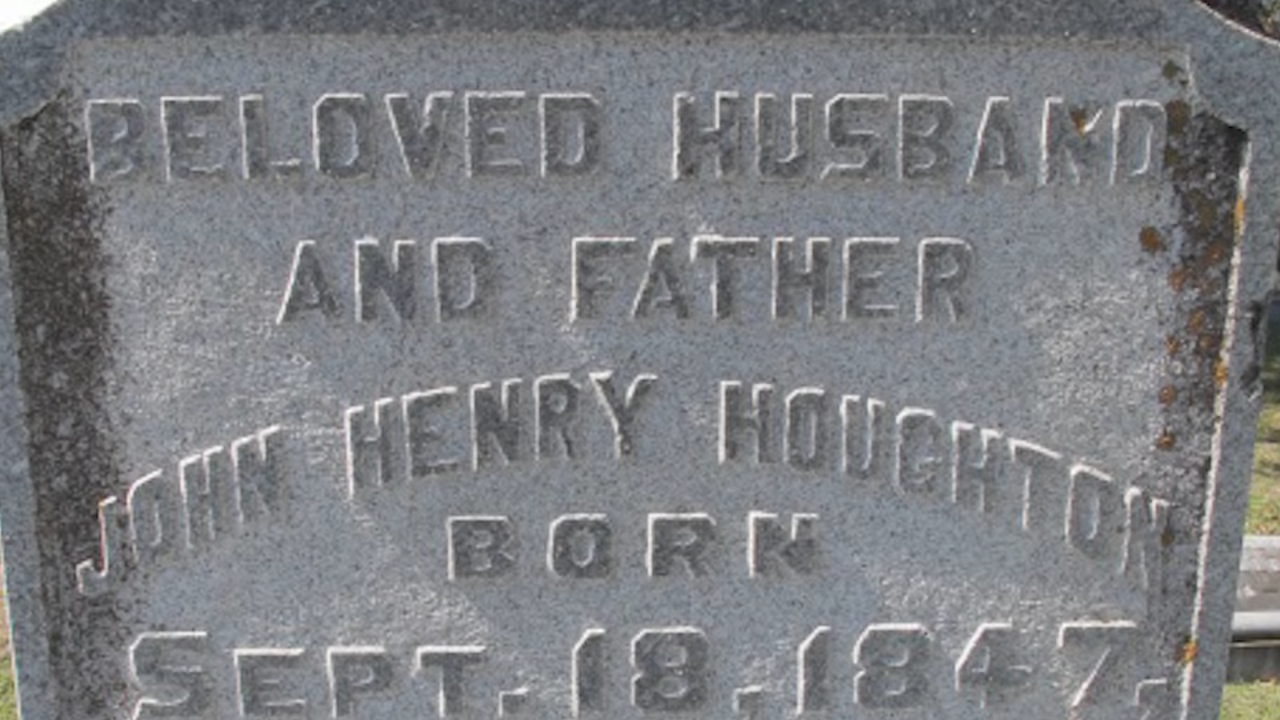 BELOVED HUSBAND
AND FATHER
JOHN HENRY HOUGHTON
BORN
SEPT. 18, 1847,